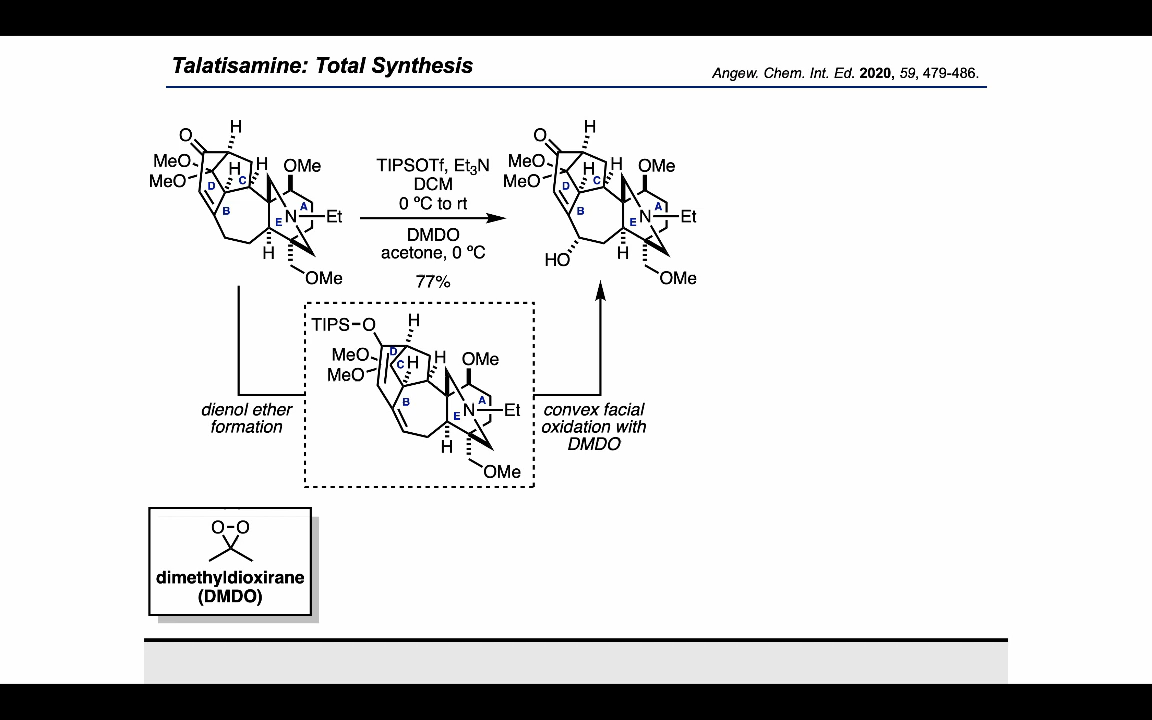 Talatisamine: Total Synthesis
Angew. Chem. Int. Ed. 2020, 59, 479-486.
H
O
MeO
H
H
OMe
MeO
D
C
B
A
E
N
Et
H
OMe
TIPSOTf, Et3N
DCM
0 ºC to rt
DMDO
acetone, 0 ºC
77%
H
O
MeO
H
H
OMe
MeO
D
C
B
A
E
N
Et
HO
H
OMe
TIPS-O
H
MeO
D
C
H
H
OMe
MeO
B
A
E
N
Et
H
OMe
dienol ether
formation
convex facial
oxidation with
DMDO
O-O
dimethyldioxirane
(DMDO)